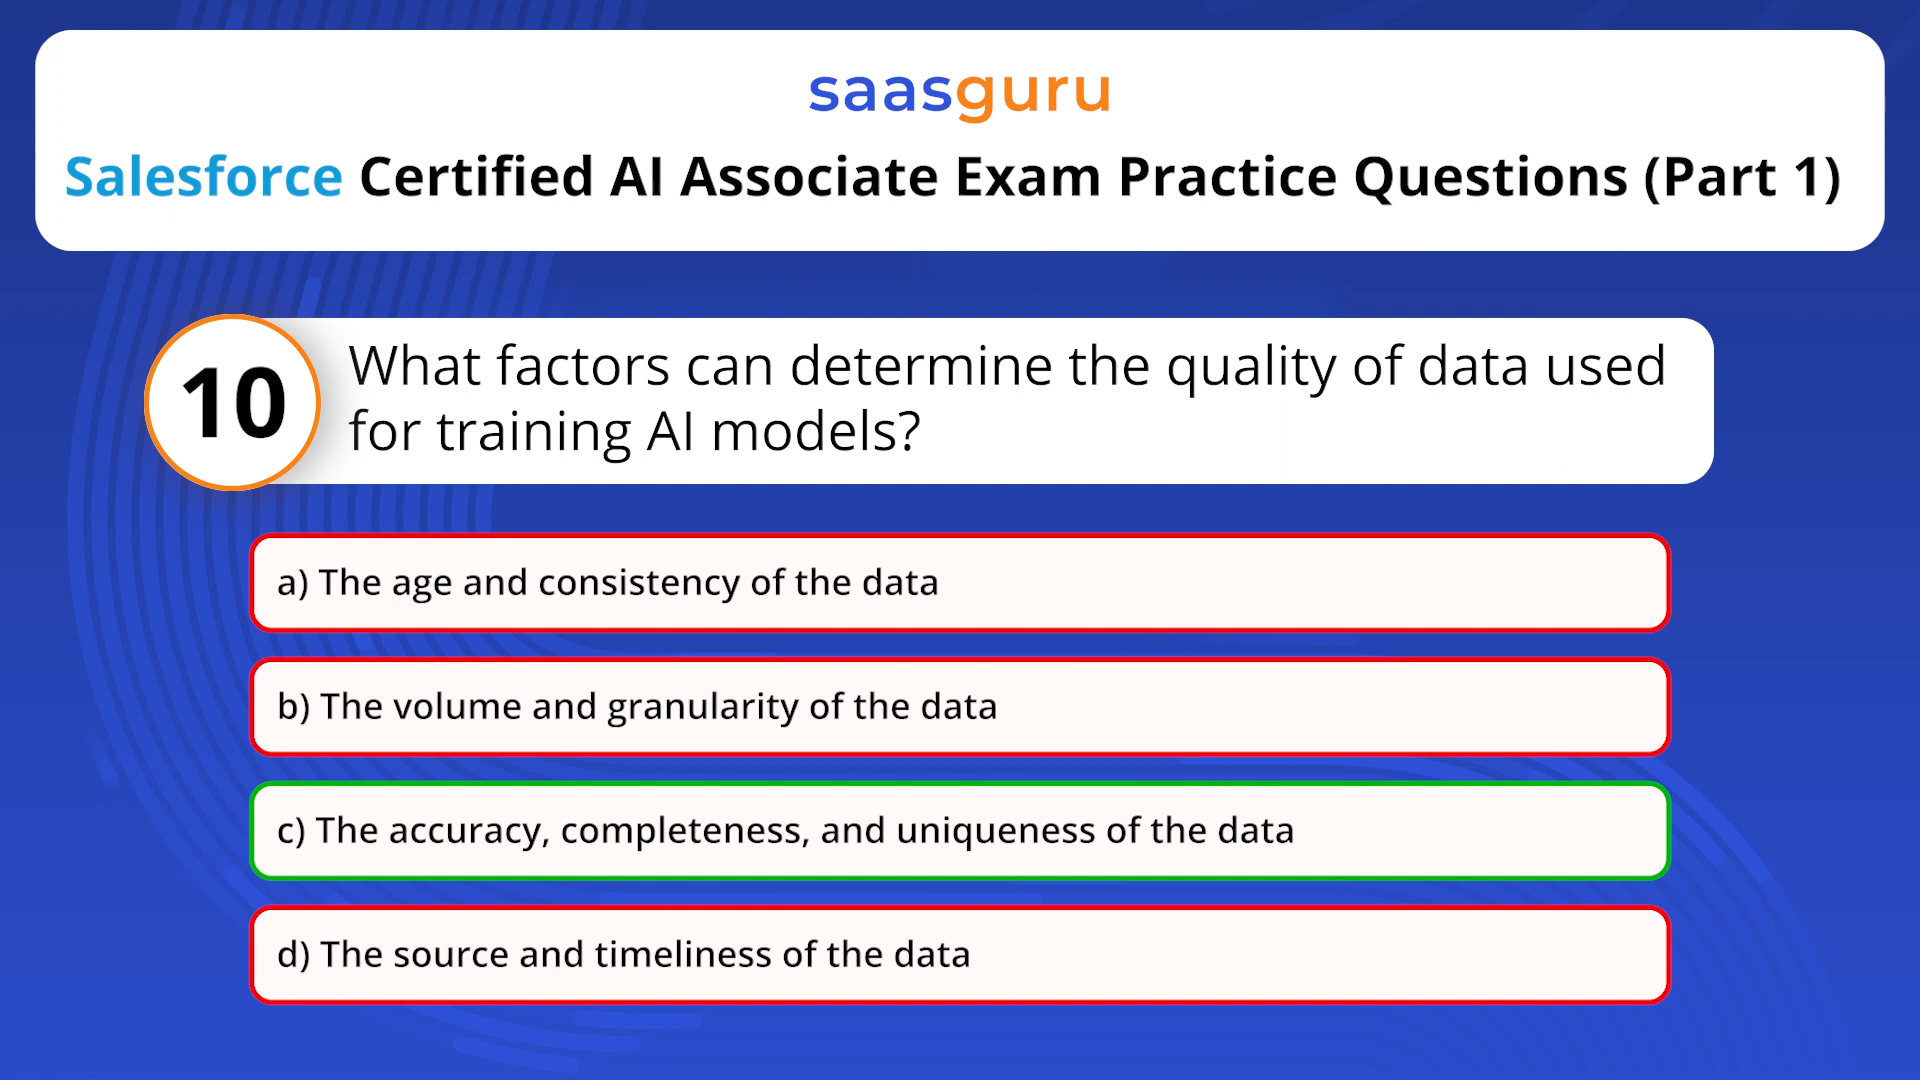 saasguru
Salesforce Certified AI Associate Exam Practice Questions (Part 1)
10
What factors can determine the quality of data used
for training AI models?
a) The age and consistency of the data
b) The volume and granularity of the data
c) The accuracy, completeness, and uniqueness of the data
d) The source and timeliness of the data